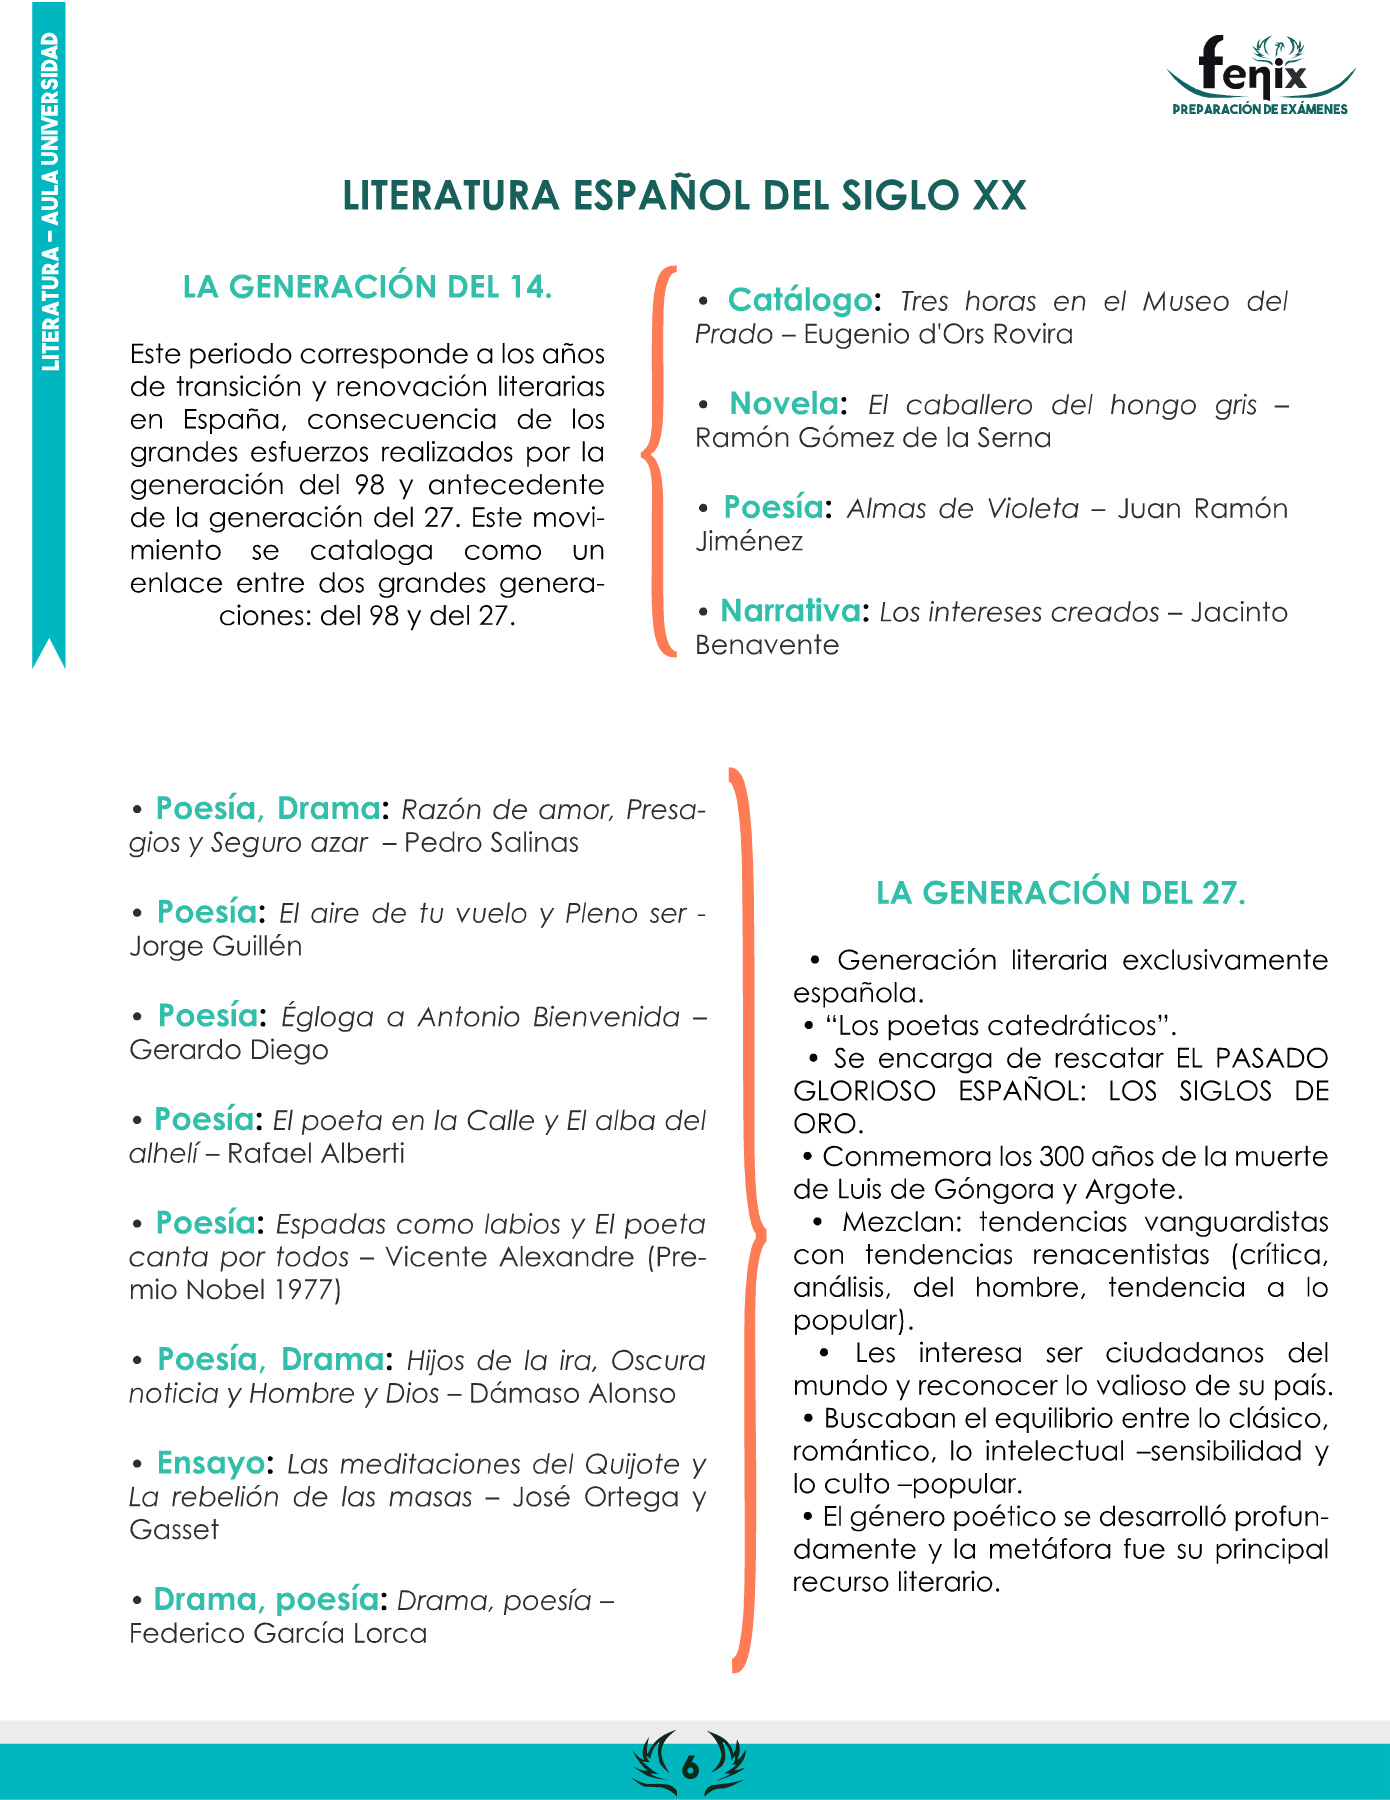 LITERATURA – AULA UNIVERSIDAD
fenix
PREPARACIÓN DE EXÁMENES
LITERATURA ESPAÑOL DEL SIGLO XX
LA GENERACIÓN DEL 14.
Este periodo corresponde a los años
de transición y renovación literarias
en España, consecuencia de los
grandes esfuerzos realizados por la
generación del 98 y antecedente
de la generación del 27. Este movi-
miento se cataloga como un
enlace entre dos grandes genera-
ciones: del 98 y del 27.
• Catálogo: Tres horas en el Museo del
Prado – Eugenio d'Ors Rovira
• Novela: El caballero del hongo gris –
Ramón Gómez de la Serna
• Poesía: Almas de Violeta – Juan Ramón
Jiménez
• Narrativa: Los intereses creados – Jacinto
Benavente
• Poesía, Drama: Razón de amor, Presa-
gios y Seguro azar – Pedro Salinas
• Poesía: El aire de tu vuelo y Pleno ser -
Jorge Guillén
• Poesía: Égloga a Antonio Bienvenida –
Gerardo Diego
• Poesía: El poeta en la Calle y El alba del
alhelí – Rafael Alberti
• Poesía: Espadas como labios y El poeta
canta por todos – Vicente Alexandre (Pre-
mio Nobel 1977)
• Poesía, Drama: Hijos de la ira, Oscura
noticia y Hombre y Dios – Dámaso Alonso
• Ensayo: Las meditaciones del Quijote y
La rebelión de las masas – José Ortega y
Gasset
• Drama, poesía: Drama, poesía –
Federico García Lorca
LA GENERACIÓN DEL 27.
• Generación literaria exclusivamente
española.
• “Los poetas catedráticos”.
• Se encarga de rescatar EL PASADO
GLORIOSO ESPAÑOL: LOS SIGLOS DE
ORO.
• Conmemora los 300 años de la muerte
de Luis de Góngora y Argote.
• Mezclan: tendencias vanguardistas
con tendencias renacentistas (crítica,
análisis, del hombre, tendencia a lo
popular).
• Les interesa ser ciudadanos del
mundo y reconocer lo valioso de su país.
• Buscaban el equilibrio entre lo clásico,
romántico, lo intelectual –sensibilidad y
lo culto –popular.
• El género poético se desarrolló profun-
damente y la metáfora fue su principal
recurso literario.
6